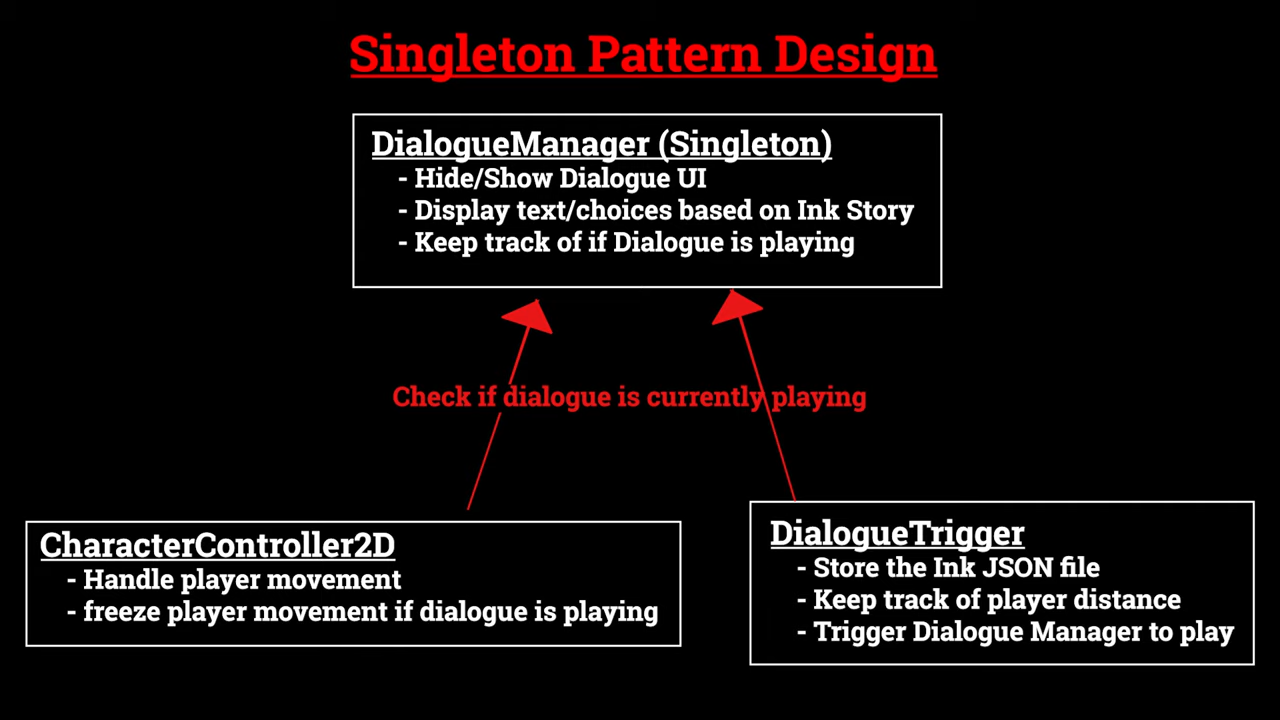 Singleton Pattern Design
DialogueManager (Singleton)
- Hide/Show Dialogue UI
- Display text/choices based on Ink Story
- Keep track of if Dialogue is playing
Check if dialogue is currently playing
CharacterController2D
- Handle player movement
- freeze player movement if dialogue is playing
DialogueTrigger
- Store the Ink JSON file
- Keep track of player distance
- Trigger Dialogue Manager to play